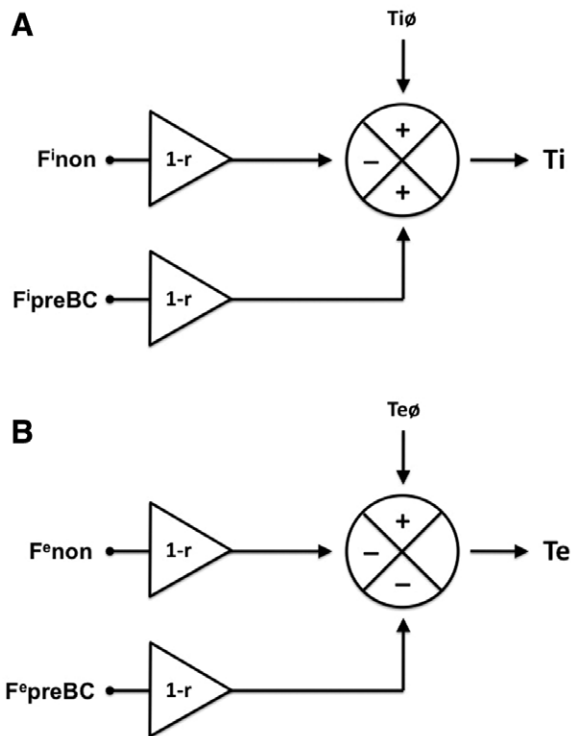 A
Tiø
+
Fⁱnon 1-r − Ti
+
FⁱpreBC 1-r
B
Teø
+
Fᵉnon 1-r − Te
−
FᵉpreBC 1-r